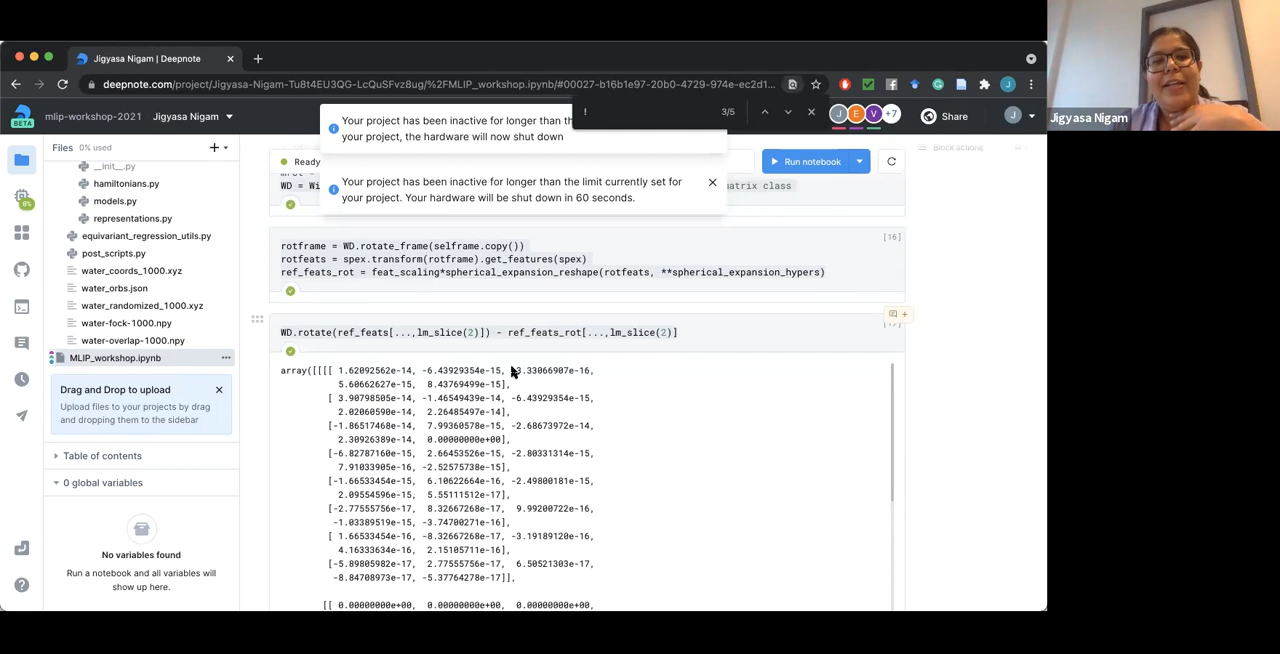 Jigyasa Nigam | Deepnote
deepnote.com/project/Jigyasa-Nigam-Tu8t4EU3QG-LcQuSFvz8ug/%2FMLIP_workshop.ipynb/#00027-b16b1e97-20b0-4729-974e-ec2d1...
BETA
mlip-workshop-2021
Jigyasa Nigam
!
3/5
J
E
V
+7
Share
J
Jigyasa Nigam
Files 0% used
__init__.py
hamiltonians.py
models.py
representations.py
equivariant_regression_utils.py
post_scripts.py
water_coords_1000.xyz
water_orbs.json
water_randomized_1000.xyz
water-fock-1000.npy
water-overlap-1000.npy
MLIP_workshop.ipynb
Drag and Drop to upload
Upload files to your projects by drag
and dropping them to the sidebar
Table of contents
0 global variables
No variables found
Run a notebook and all variables will
show up here.
Your project has been inactive for longer than
your project, the hardware will now shut down
Your project has been inactive for longer than the limit currently set for
your project. Your hardware will be shut down in 60 seconds.
Ready
Run notebook
Block actions
WD = Wi
matrix class
[16]
rotframe = WD.rotate_frame(selframe.copy())
rotfeats = spex.transform(rotframe).get_features(spex)
ref_feats_rot = feat_scaling*spherical_expansion_reshape(rotfeats, **spherical_expansion_hypers)
[17]
WD.rotate(ref_feats[...,lm_slice(2)]) - ref_feats_rot[...,lm_slice(2)]
array([[[[ 1.62092562e-14, -6.43929354e-15, 3.33066907e-16,
5.60662627e-15, 8.43769499e-15],
[ 3.90798505e-14, -1.46549439e-14, -6.43929354e-15,
2.02060590e-14, 2.26485497e-14],
[-1.86517468e-14, 7.99360578e-15, -2.68673972e-14,
2.30926389e-14, 0.00000000e+00],
[-6.82787160e-15, 2.66453526e-15, -2.80331314e-15,
7.91033905e-16, -2.52575738e-15],
[-1.66533454e-15, 6.10622664e-16, -2.49800181e-15,
2.09554596e-15, 5.55111512e-17],
[-2.77555756e-17, 8.32667268e-17, 9.99200722e-16,
-1.03389519e-15, -3.74700271e-16],
[ 1.66533454e-16, -8.32667268e-17, -3.19189120e-16,
4.16333634e-16, 2.15105711e-16],
[-5.89805982e-17, 2.77555756e-17, 6.50521303e-17,
-8.84708973e-17, -5.37764278e-17]],
[[ 0.00000000e+00, 0.00000000e+00, 0.00000000e+00,